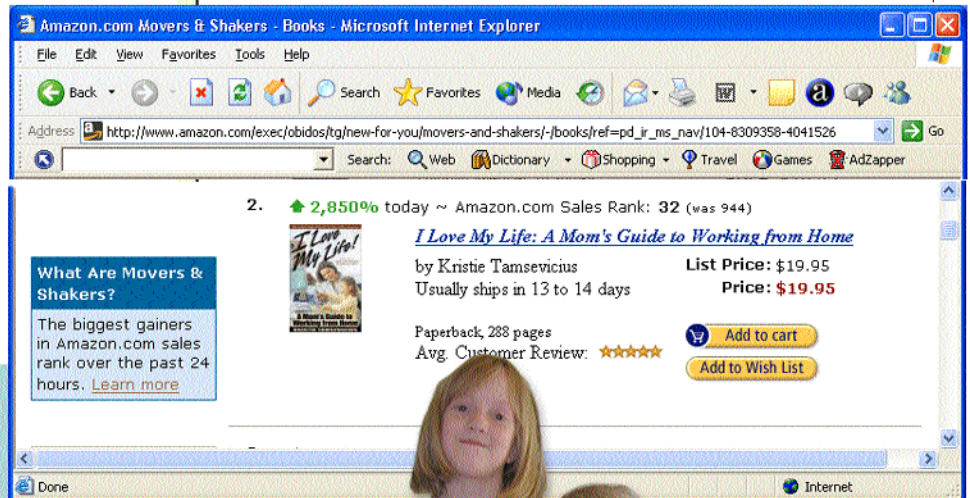 Amazon.com Movers & Shakers - Books - Microsoft Internet Explorer
File Edit View Favorites Tools Help
Back Search Favorites Media
Address http://www.amazon.com/exec/obidos/tg/new-for-you/movers-and-shakers/-/books/ref=pd_ir_ms_nav/104-8309358-4041526 Go
Search: Web Dictionary Shopping Travel Games AdZapper
2. 2,850% today ~ Amazon.com Sales Rank: 32 (was 944)
I Love My Life! A Mom's Guide to Working from Home
I Love My Life: A Mom's Guide to Working from Home
by Kristie Tamsevicius List Price: $19.95
Usually ships in 13 to 14 days Price: $19.95
Paperback, 288 pages
Avg. Customer Review:
Add to cart
Add to Wish List
What Are Movers &
Shakers?
The biggest gainers
in Amazon.com sales
rank over the past 24
hours. Learn more
Done Internet